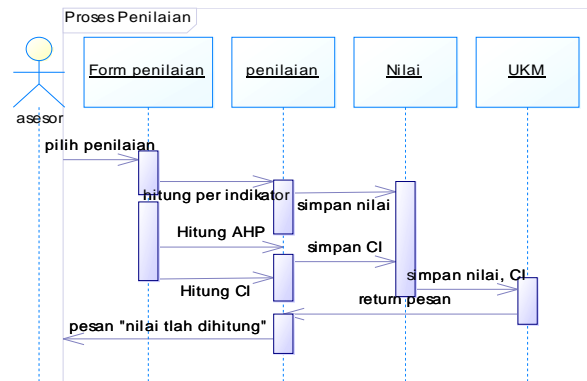 Proses Penilaian
Form penilaian
penilaian
Nilai
UKM
asesor
pilih penilaian
hitung per indikator
simpan nilai
Hitung AHP
simpan CI
Hitung CI
simpan nilai, CI
return pesan
pesan "nilai tlah dihitung"